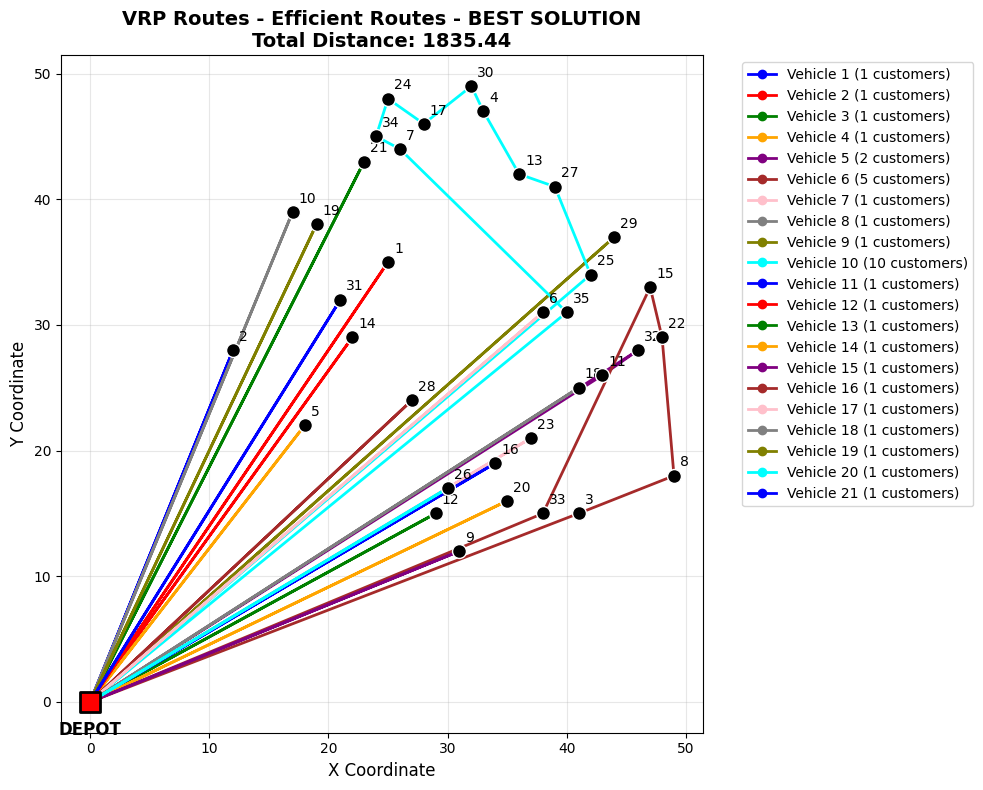 VRP Routes - Efficient Routes - BEST SOLUTION
Total Distance: 1835.44
Y Coordinate
50
40
30
20
10
0
24
30
17
4
34
7
21
13
27
10
19
29
1
25
15
31
6
35
14
22
2
32
11
18
28
5
23
16
26
8
20
12
33
3
9
DEPOT
0
10
20
30
40
50
X Coordinate
Vehicle 1 (1 customers)
Vehicle 2 (1 customers)
Vehicle 3 (1 customers)
Vehicle 4 (1 customers)
Vehicle 5 (2 customers)
Vehicle 6 (5 customers)
Vehicle 7 (1 customers)
Vehicle 8 (1 customers)
Vehicle 9 (1 customers)
Vehicle 10 (10 customers)
Vehicle 11 (1 customers)
Vehicle 12 (1 customers)
Vehicle 13 (1 customers)
Vehicle 14 (1 customers)
Vehicle 15 (1 customers)
Vehicle 16 (1 customers)
Vehicle 17 (1 customers)
Vehicle 18 (1 customers)
Vehicle 19 (1 customers)
Vehicle 20 (1 customers)
Vehicle 21 (1 customers)